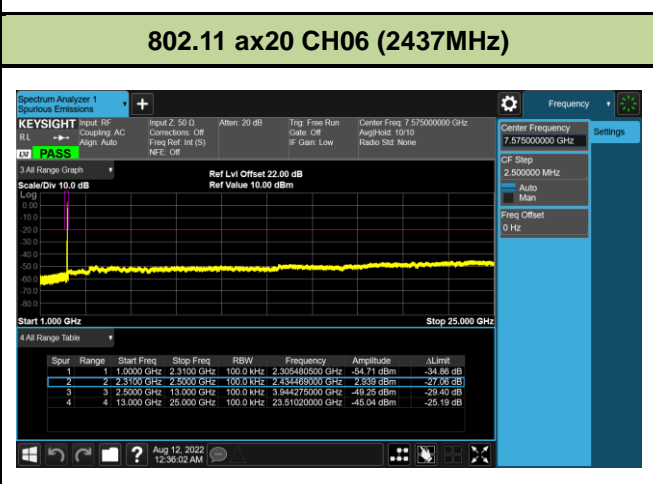 802.11 ax20 CH06 (2437MHz)
Spectrum Analyzer 1
Spurious Emissions
Frequency
KEYSIGHT Input: RF Input Z: 50 Ω Atten: 20 dB Trig: Free Run Center Freq: 7.575000000 GHz
RL Coupling: AC Corrections: Off Gate: Off Avg|Hold: 10/10
Align: Auto Freq Ref: Int (S) IF Gain: Low Radio Std: None
PASS NFE: Off
Center Frequency
7.575000000 GHz
Settings
CF Step
2.500000 MHz
Auto
Man
Freq Offset
0 Hz
3 All Range Graph
Ref Lvl Offset 22.00 dB
Scale/Div 10.0 dB Ref Value 10.00 dBm
Log
0.00
-10.0
-20.0
-30.0
-40.0
-50.0
-60.0
-70.0
-80.0
Start 1.000 GHz Stop 25.000 GHz
4 All Range Table
Spur Range Start Freq Stop Freq RBW Frequency Amplitude ΔLimit
1 1 1.0000 GHz 2.3100 GHz 100.0 kHz 2.305480500 GHz -54.71 dBm -34.86 dB
2 2 2.3100 GHz 2.5000 GHz 100.0 kHz 2.434469000 GHz 2.939 dBm -27.06 dB
3 3 2.5000 GHz 13.000 GHz 100.0 kHz 3.944275000 GHz -49.25 dBm -29.40 dB
4 4 13.000 GHz 25.000 GHz 100.0 kHz 23.51020000 GHz -45.04 dBm -25.19 dB
Aug 12, 2022
12:36:02 AM